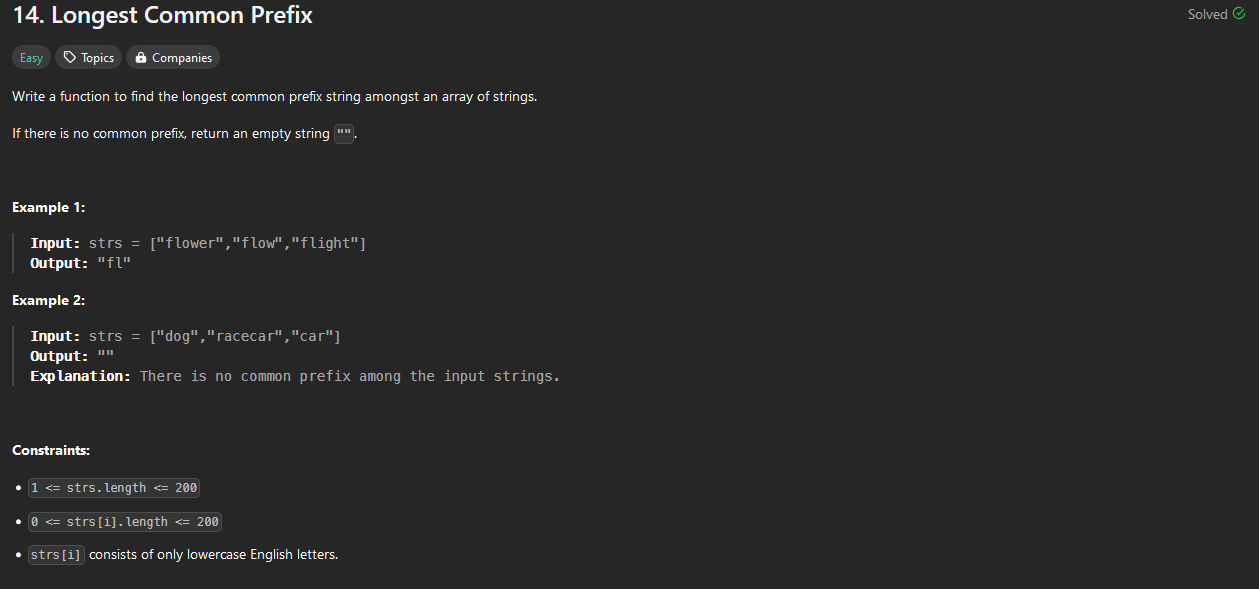 14. Longest Common Prefix
Solved
Easy Topics Companies
Write a function to find the longest common prefix string amongst an array of strings.
If there is no common prefix, return an empty string "".
Example 1:
Input: strs = ["flower","flow","flight"]
Output: "fl"
Example 2:
Input: strs = ["dog","racecar","car"]
Output: ""
Explanation: There is no common prefix among the input strings.
Constraints:
• 1 <= strs.length <= 200
• 0 <= strs[i].length <= 200
• strs[i] consists of only lowercase English letters.